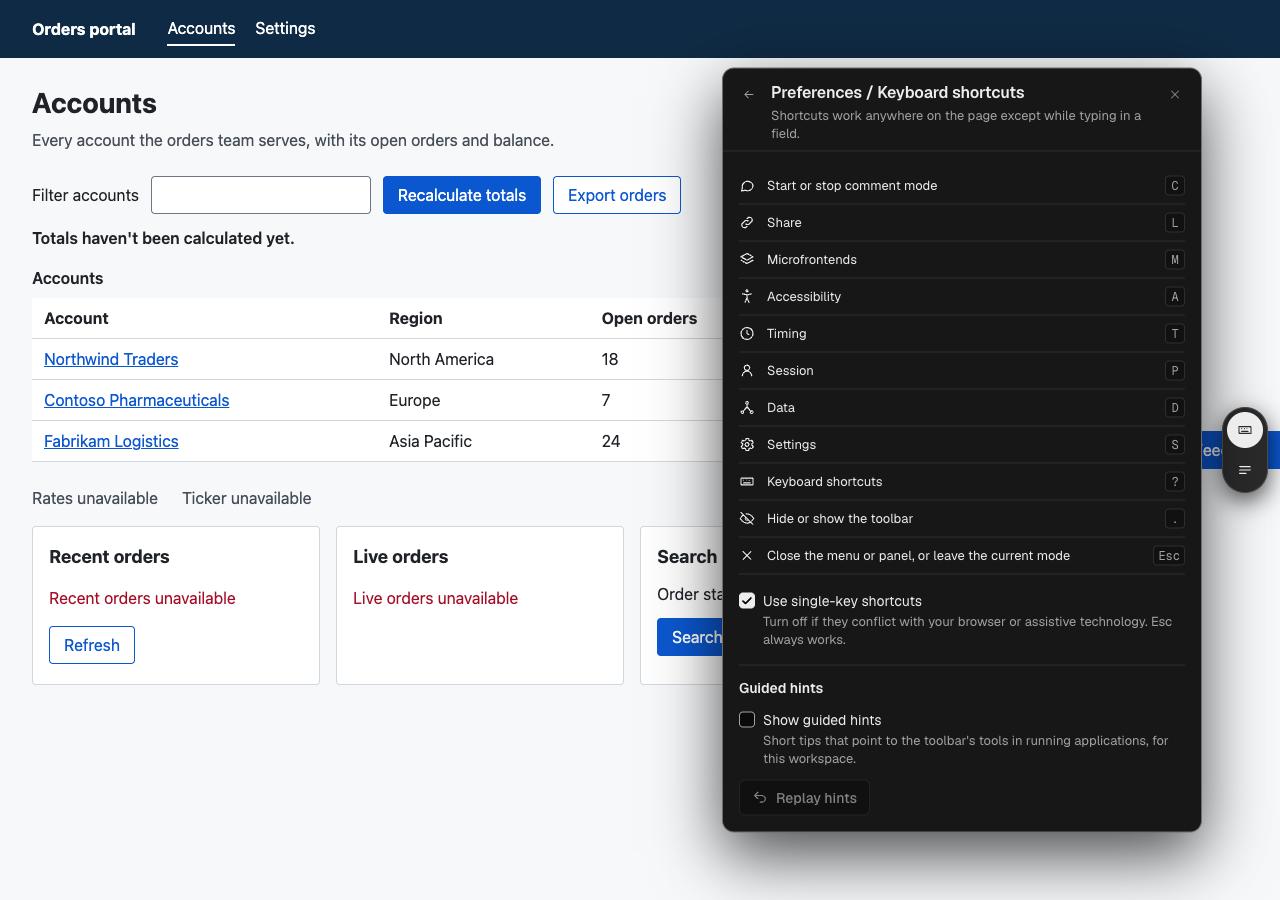 Orders portal
Accounts
Settings
Accounts
Every account the orders team serves, with its open orders and balance.
Filter accounts
Recalculate totals
Export orders
Totals haven't been calculated yet.
Accounts
Account Region Open orders
Northwind Traders North America 18
Contoso Pharmaceuticals Europe 7
Fabrikam Logistics Asia Pacific 24
Rates unavailable Ticker unavailable
Recent orders
Recent orders unavailable
Refresh
Live orders
Live orders unavailable
Search
Order sta
Search
Preferences / Keyboard shortcuts
Shortcuts work anywhere on the page except while typing in a
field.
Start or stop comment mode C
Share L
Microfrontends M
Accessibility A
Timing T
Session P
Data D
Settings S
Keyboard shortcuts ?
Hide or show the toolbar .
Close the menu or panel, or leave the current mode Esc
Use single-key shortcuts
Turn off if they conflict with your browser or assistive technology. Esc
always works.
Guided hints
Show guided hints
Short tips that point to the toolbar's tools in running applications, for
this workspace.
Replay hints